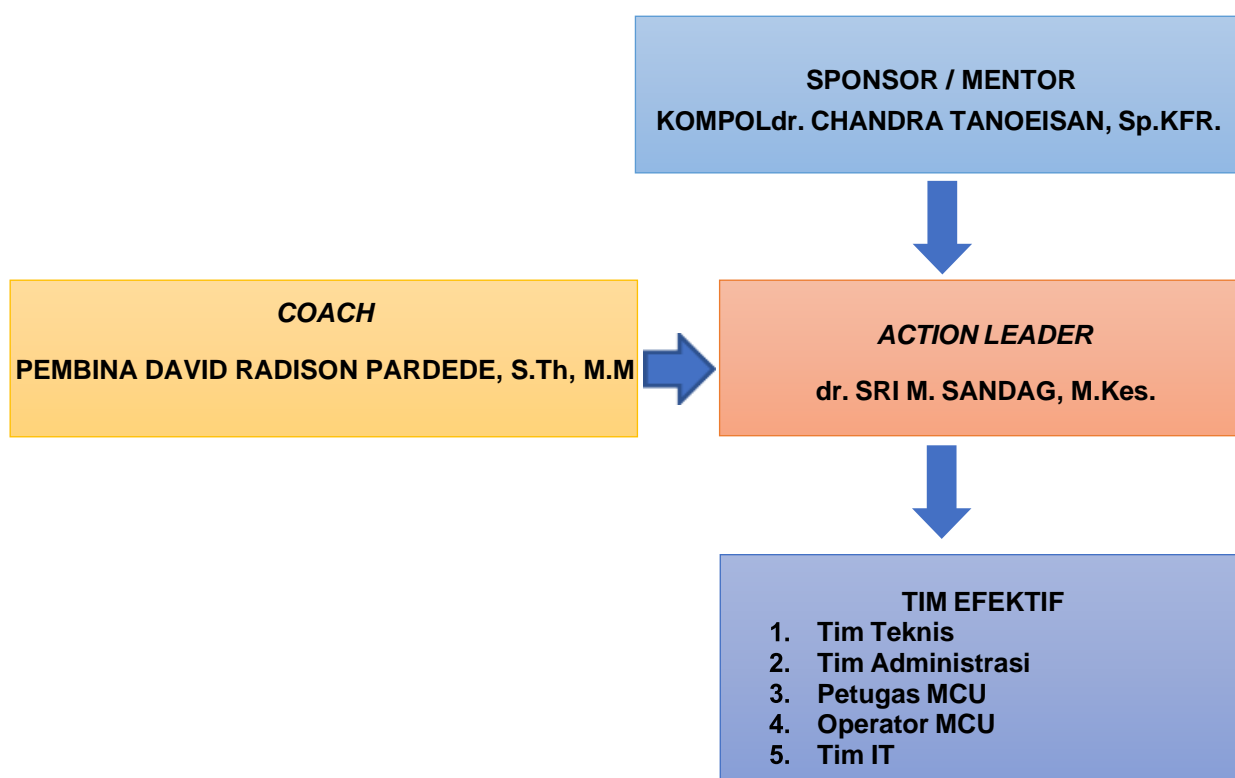 SPONSOR / MENTOR
KOMPOLdr. CHANDRA TANOEISAN, Sp.KFR.
COACH
PEMBINA DAVID RADISON PARDEDE, S.Th, M.M
ACTION LEADER
dr. SRI M. SANDAG, M.Kes.
TIM EFEKTIF
1. Tim Teknis
2. Tim Administrasi
3. Petugas MCU
4. Operator MCU
5. Tim IT